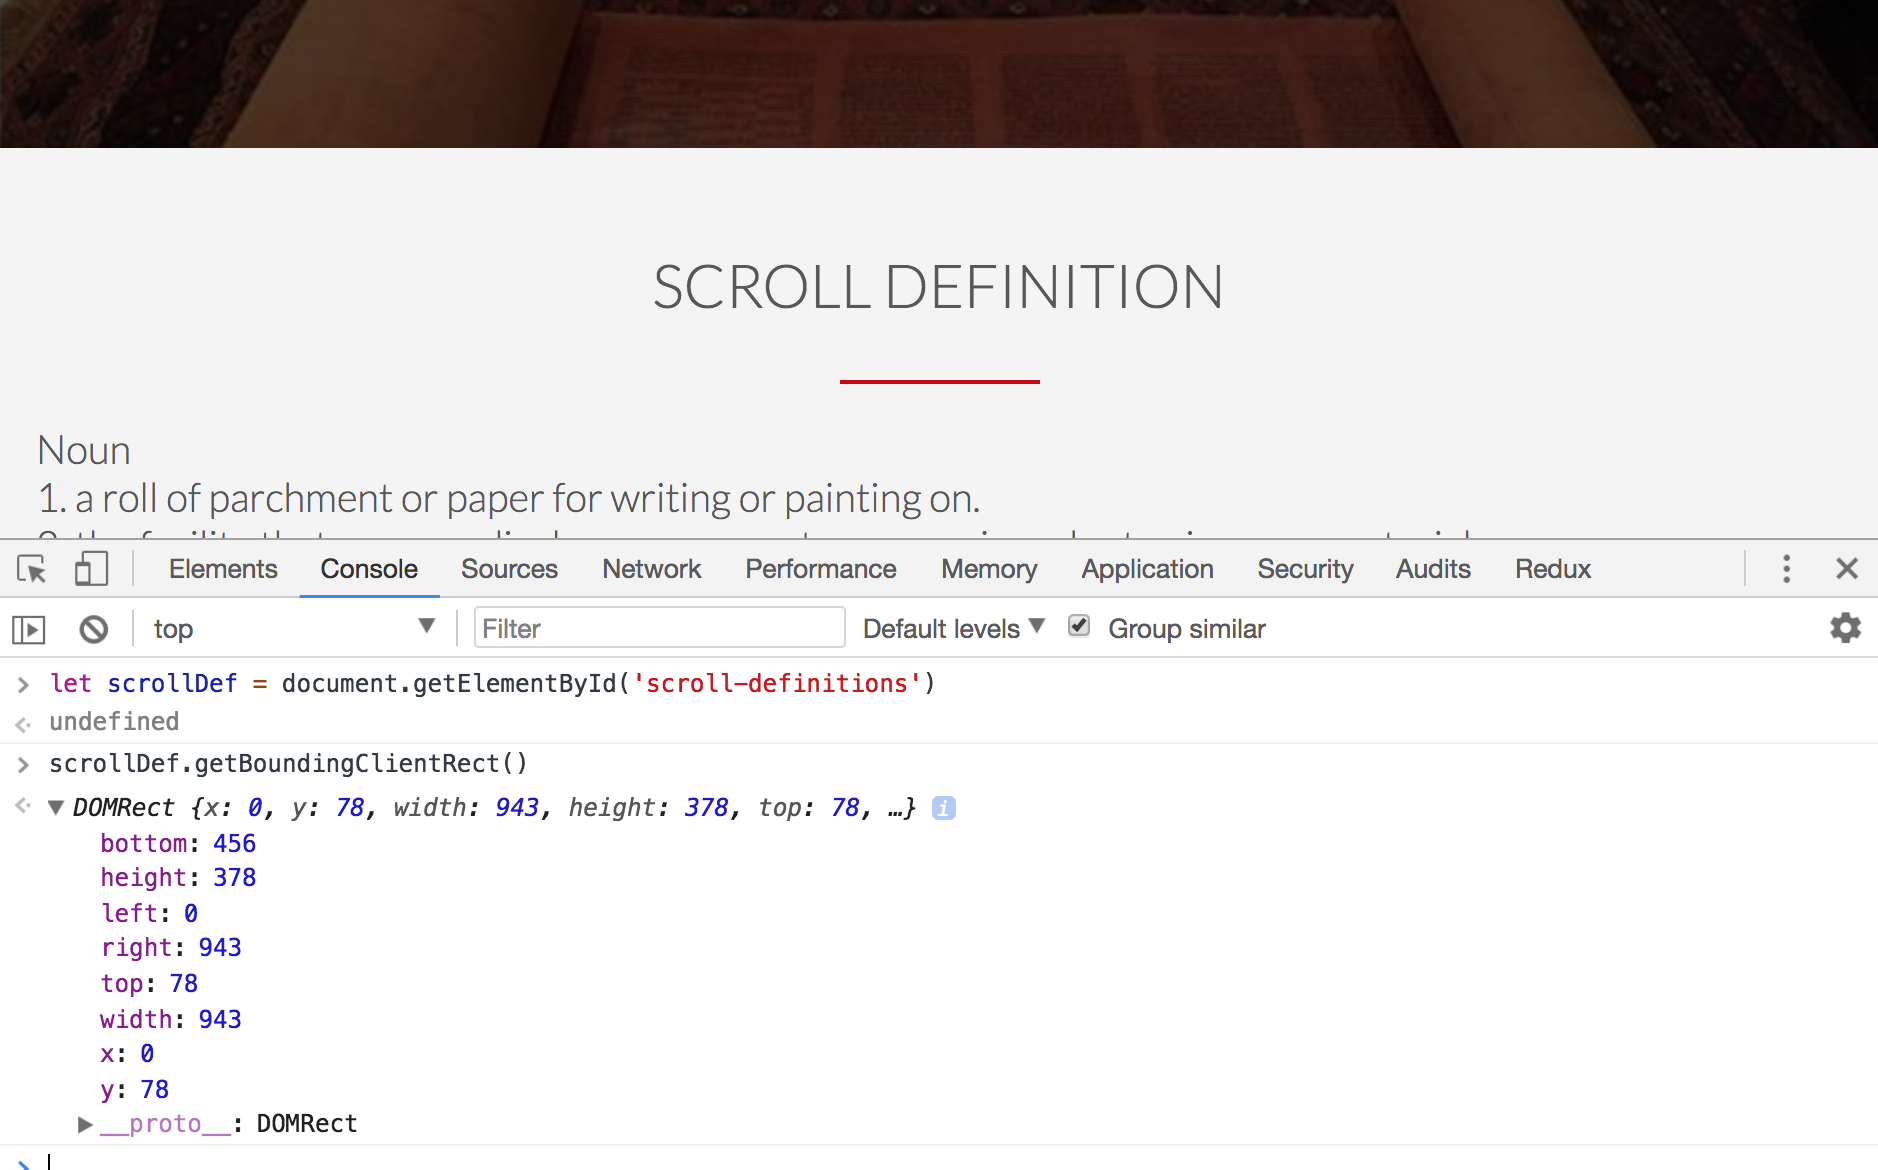 SCROLL DEFINITION
Noun
1. a roll of parchment or paper for writing or painting on.
Elements Console Sources Network Performance Memory Application Security Audits Redux
top Filter Default levels Group similar
let scrollDef = document.getElementById('scroll-definitions')
undefined
scrollDef.getBoundingClientRect()
DOMRect {x: 0, y: 78, width: 943, height: 378, top: 78, …} i
bottom: 456
height: 378
left: 0
right: 943
top: 78
width: 943
x: 0
y: 78
__proto__: DOMRect